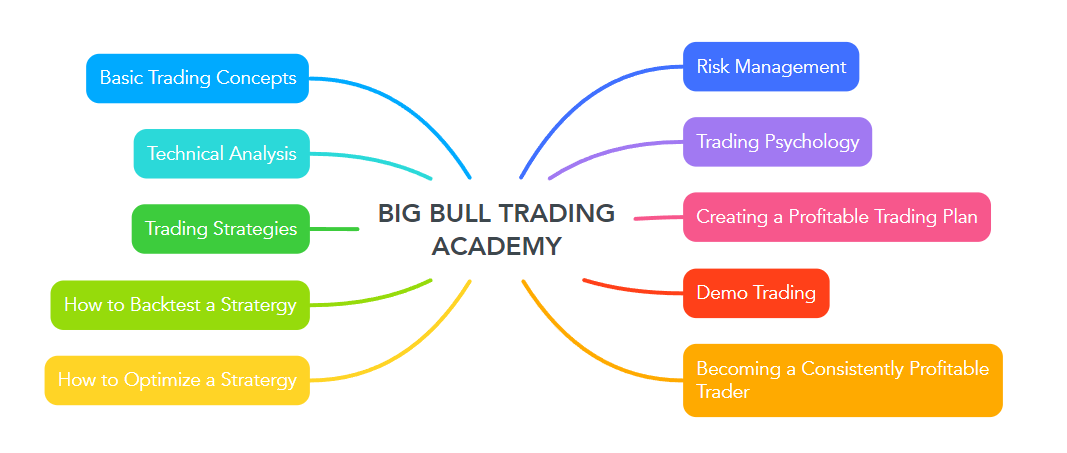 BIG BULL TRADING
ACADEMY
Basic Trading Concepts
Technical Analysis
Trading Strategies
How to Backtest a Stratergy
How to Optimize a Stratergy
Risk Management
Trading Psychology
Creating a Profitable Trading Plan
Demo Trading
Becoming a Consistently Profitable
Trader